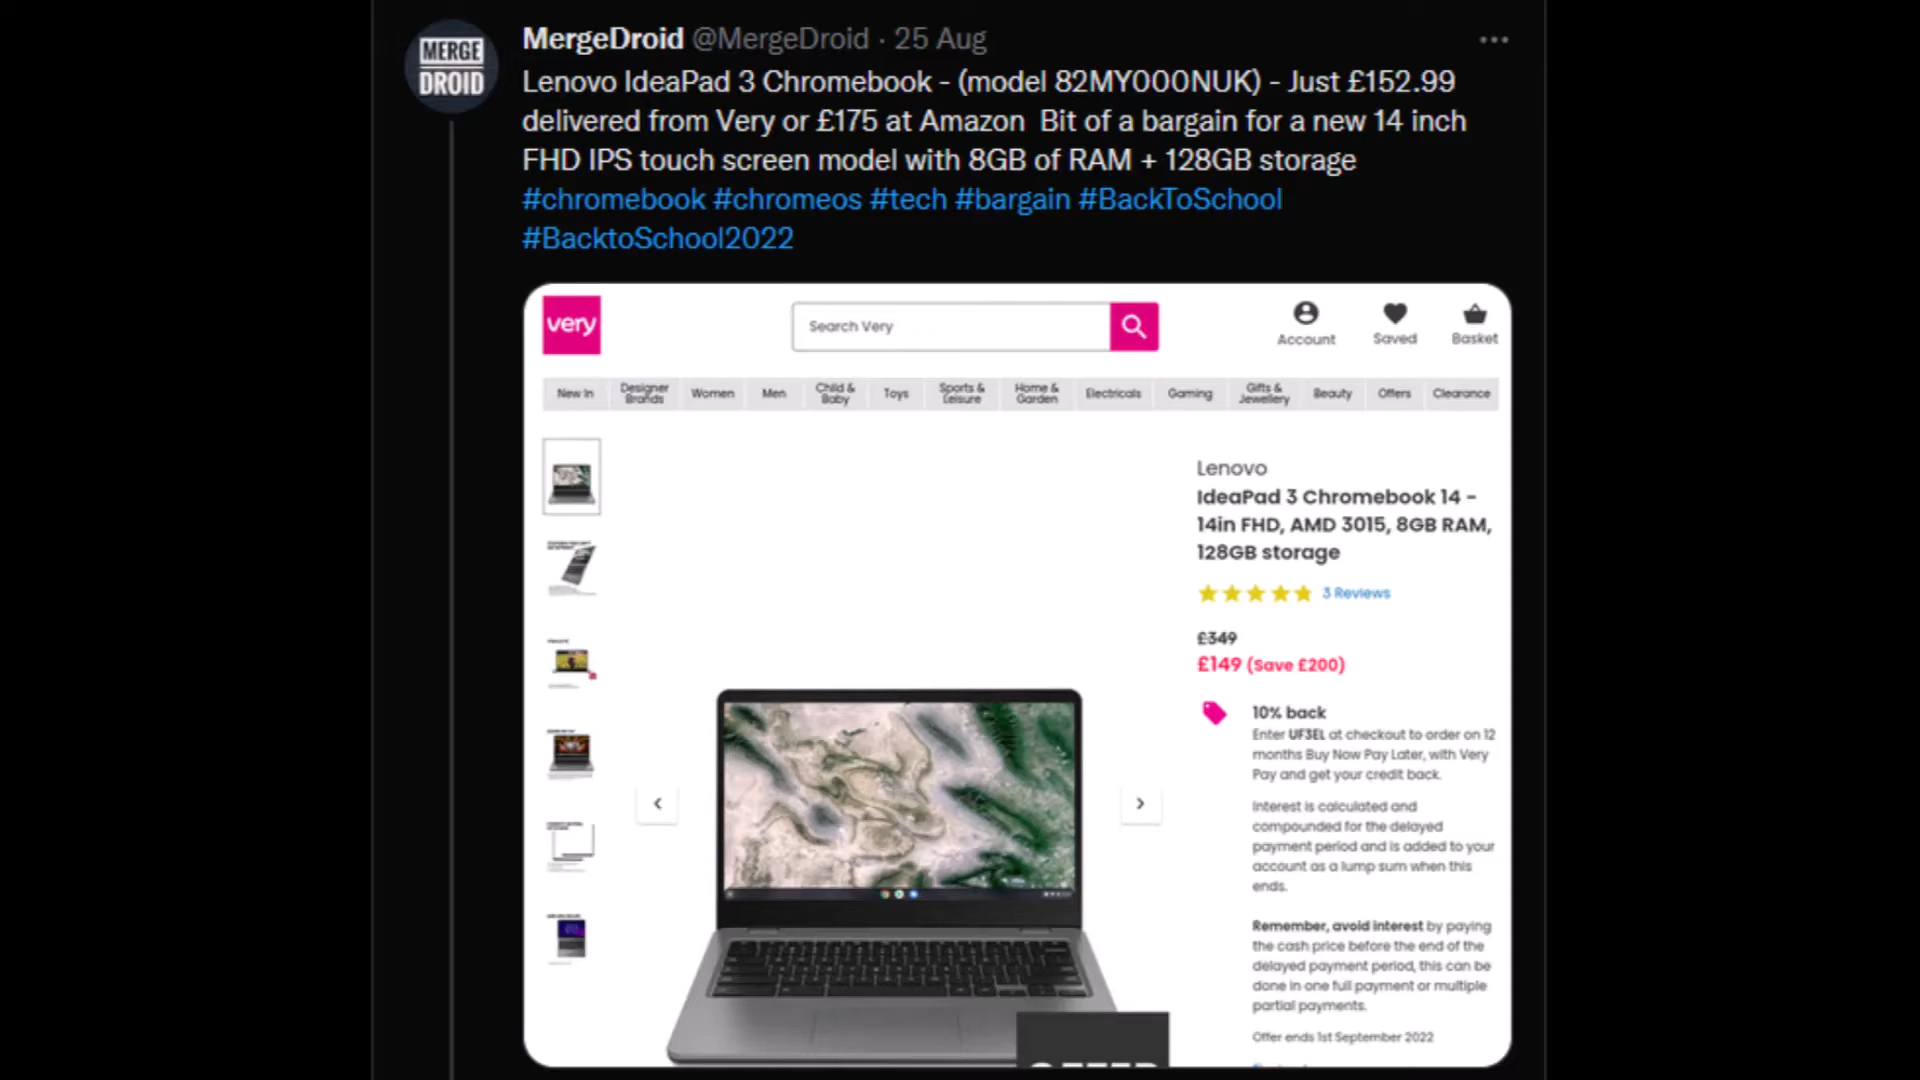 MERGE
DROID
MergeDroid @MergeDroid · 25 Aug
Lenovo IdeaPad 3 Chromebook - (model 82MY000NUK) - Just £152.99
delivered from Very or £175 at Amazon Bit of a bargain for a new 14 inch
FHD IPS touch screen model with 8GB of RAM + 128GB storage
#chromebook #chromeos #tech #bargain #BackToSchool
#BacktoSchool2022
very
Search Very
Account
Saved
Basket
New In
Designer
Brands
Women
Men
Child &
Baby
Toys
Sports &
Leisure
Home &
Garden
Electricals
Gaming
Gifts &
Jewellery
Beauty
Offers
Clearance
Lenovo
IdeaPad 3 Chromebook 14 -
14in FHD, AMD 3015, 8GB RAM,
128GB storage
3 Reviews
£349
£149 (Save £200)
10% back
Enter UF3EL at checkout to order on 12
months Buy Now Pay Later, with Very
Pay and get your credit back.
Interest is calculated and
compounded for the delayed
payment period and is added to your
account as a lump sum when this
ends.
Remember, avoid interest by paying
the cash price before the end of the
delayed payment period, this can be
done in one full payment or multiple
partial payments.
Offer ends 1st September 2022